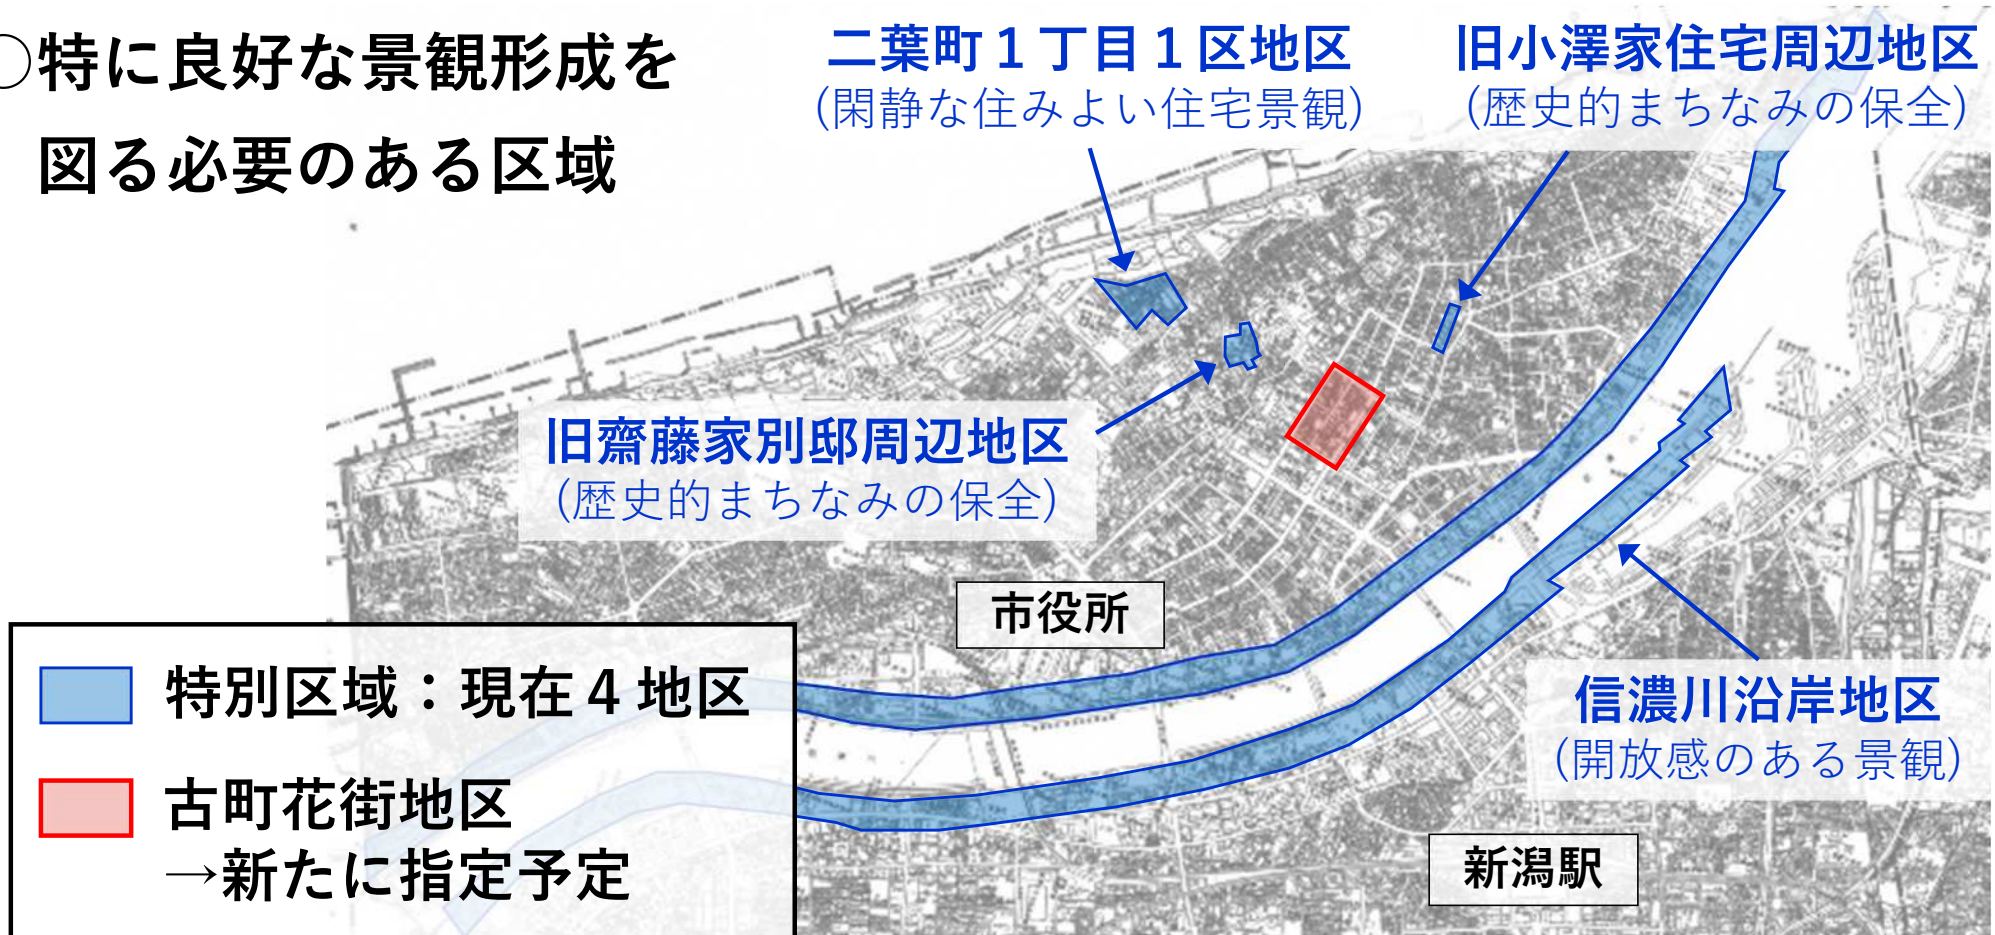 ○特に良好な景観形成を
図る必要のある区域
二葉町1丁目1区地区
(閑静な住みよい住宅景観)
旧小澤家住宅周辺地区
(歴史的まちなみの保全)
旧齋藤家別邸周辺地区
(歴史的まちなみの保全)
市役所
信濃川沿岸地区
(開放感のある景観)
新潟駅
特別区域：現在4地区
古町花街地区
→新たに指定予定